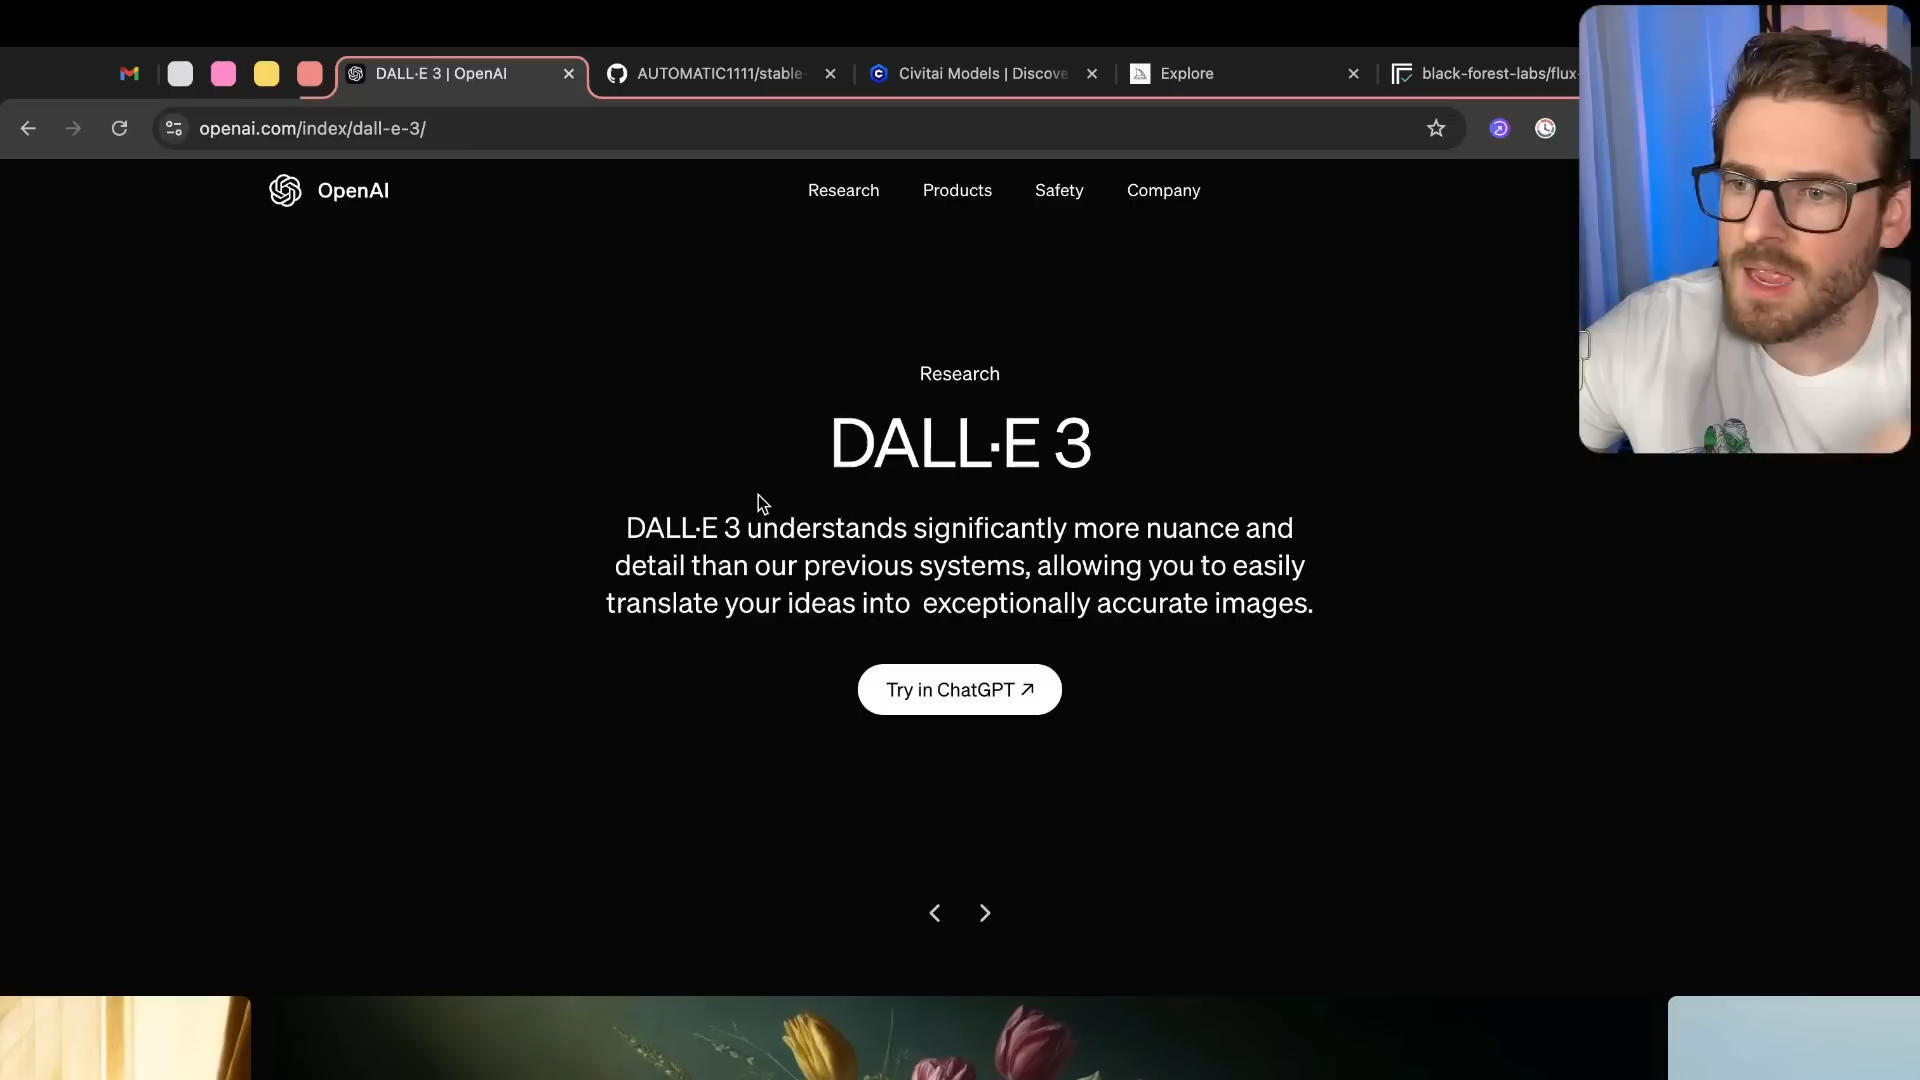 DALL·E 3 | OpenAI
AUTOMATIC1111/stable-
Civitai Models | Discove
Explore
black-forest-labs/flux-
openai.com/index/dall-e-3/
OpenAI
Research
Products
Safety
Company
Research
DALL·E 3
DALL·E 3 understands significantly more nuance and
detail than our previous systems, allowing you to easily
translate your ideas into exceptionally accurate images.
Try in ChatGPT ↗